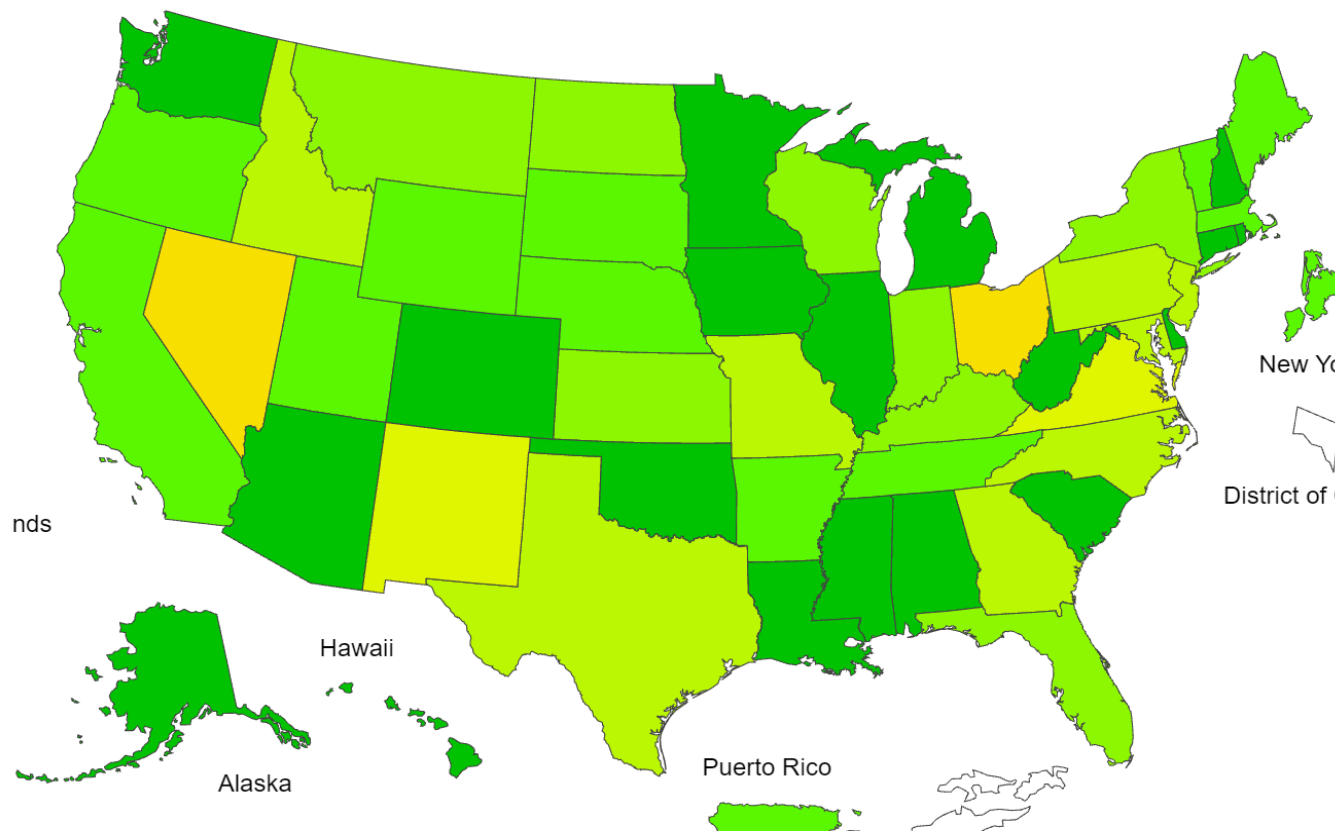 New Yo
District of
nds
Hawaii
Alaska
Puerto Rico